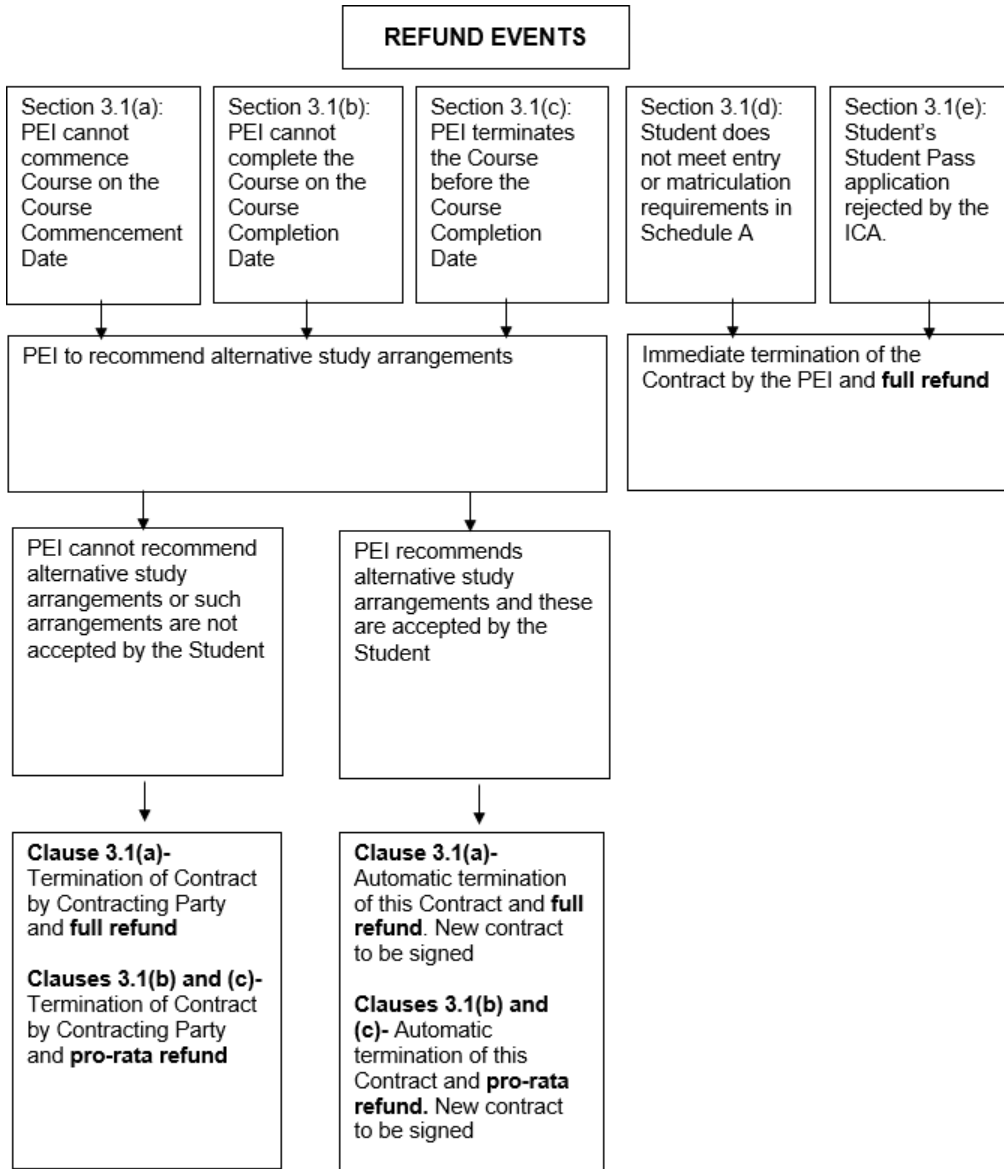 REFUND EVENTS
Section 3.1(a):
PEI cannot
commence
Course on the
Course
Commencement
Date
Section 3.1(b):
PEI cannot
complete the
Course on the
Course
Completion
Date
Section 3.1(c):
PEI terminates
the Course
before the
Course
Completion
Date
Section 3.1(d):
Student does
not meet entry
or matriculation
requirements in
Schedule A
Section 3.1(e):
Student's
Student Pass
application
rejected by the
ICA.
PEI to recommend alternative study arrangements
Immediate termination of the
Contract by the PEI and full refund
PEI cannot recommend
alternative study
arrangements or such
arrangements are not
accepted by the Student
PEI recommends
alternative study
arrangements and these
are accepted by the
Student
Clause 3.1(a)-
Termination of Contract
by Contracting Party
and full refund
Clauses 3.1(b) and (c)-
Termination of Contract
by Contracting Party
and pro-rata refund
Clause 3.1(a)-
Automatic termination
of this Contract and full
refund. New contract
to be signed
Clauses 3.1(b) and
(c)- Automatic
termination of this
Contract and pro-rata
refund. New contract
to be signed